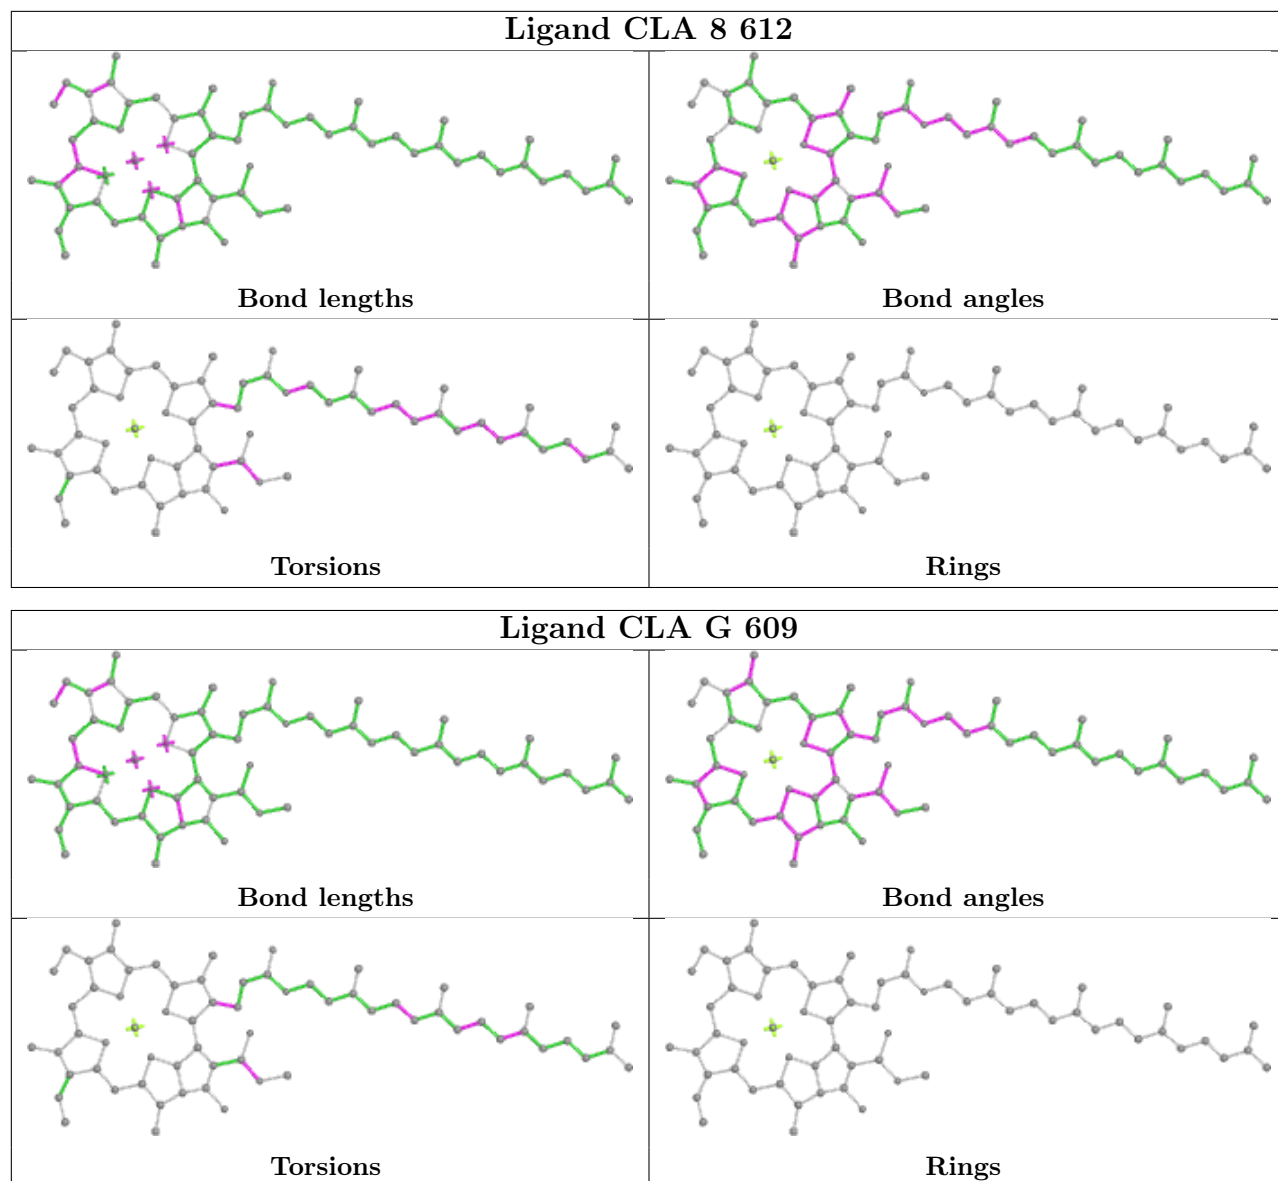 Ligand CLA 8 612
Bond lengths
Bond angles
Torsions
Rings
Ligand CLA G 609
Bond lengths
Bond angles
Torsions
Rings